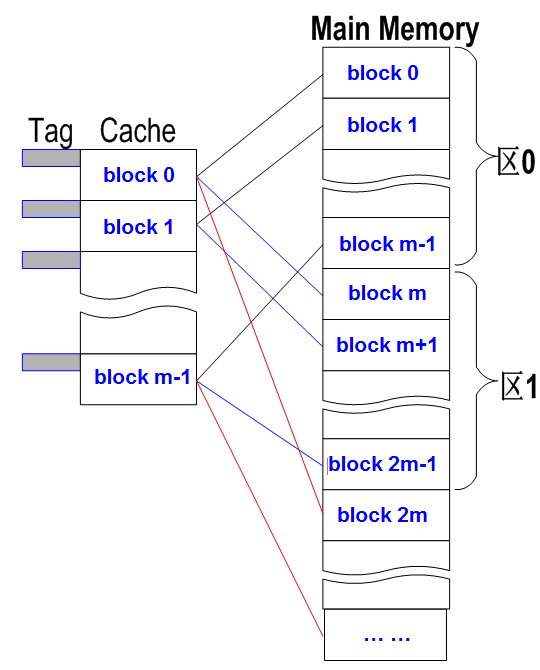 Main Memory
block 0
block 1
区0
Tag Cache
block 0
block 1
block m-1
block m
block m+1
block m-1
区1
block 2m-1
block 2m
... ...